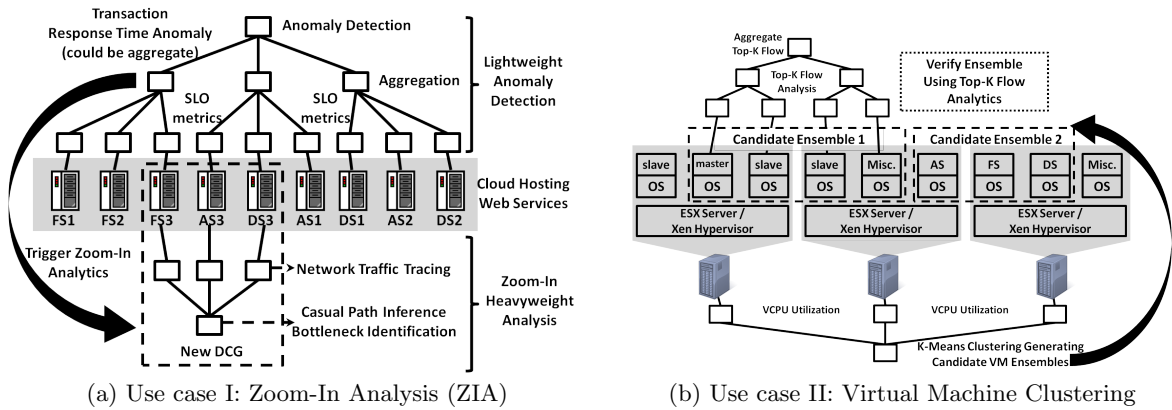 Transaction
Response Time Anomaly
(could be aggregate)
Anomaly Detection
Aggregation
Lightweight
Anomaly
Detection
SLO
metrics
SLO
metrics
Cloud Hosting
Web Services
FS1 FS2 FS3 AS3 DS3 AS1 DS1 AS2 DS2
Trigger Zoom-In
Analytics
Network Traffic Tracing
Casual Path Inference
Bottleneck Identification
Zoom-In
Heavyweight
Analysis
New DCG
(a) Use case I: Zoom-In Analysis (ZIA)
Aggregate
Top-K Flow
Top-K Flow
Analysis
Verify Ensemble
Using Top-K Flow
Analytics
Candidate Ensemble 1 Candidate Ensemble 2
slave master slave slave Misc. AS FS DS Misc.
OS OS OS OS OS OS OS OS OS
ESX Server /
Xen Hypervisor
ESX Server /
Xen Hypervisor
ESX Server /
Xen Hypervisor
VCPU Utilization VCPU Utilization
K-Means Clustering Generating
Candidate VM Ensembles
(b) Use case II: Virtual Machine Clustering